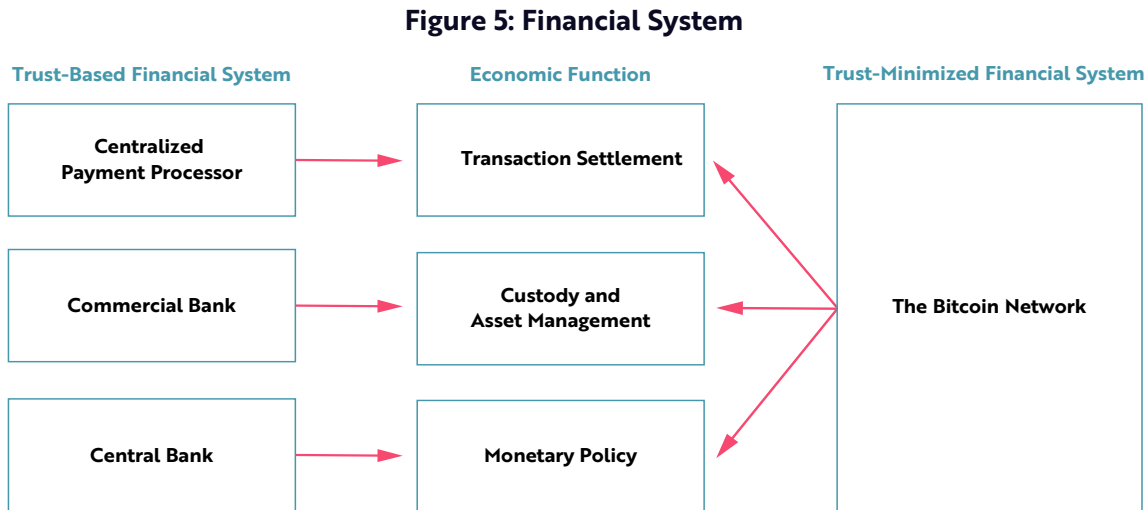 Figure 5: Financial System
Trust-Based Financial System
Economic Function
Trust-Minimized Financial System
Centralized
Payment Processor
Transaction Settlement
Commercial Bank
Custody and
Asset Management
The Bitcoin Network
Central Bank
Monetary Policy